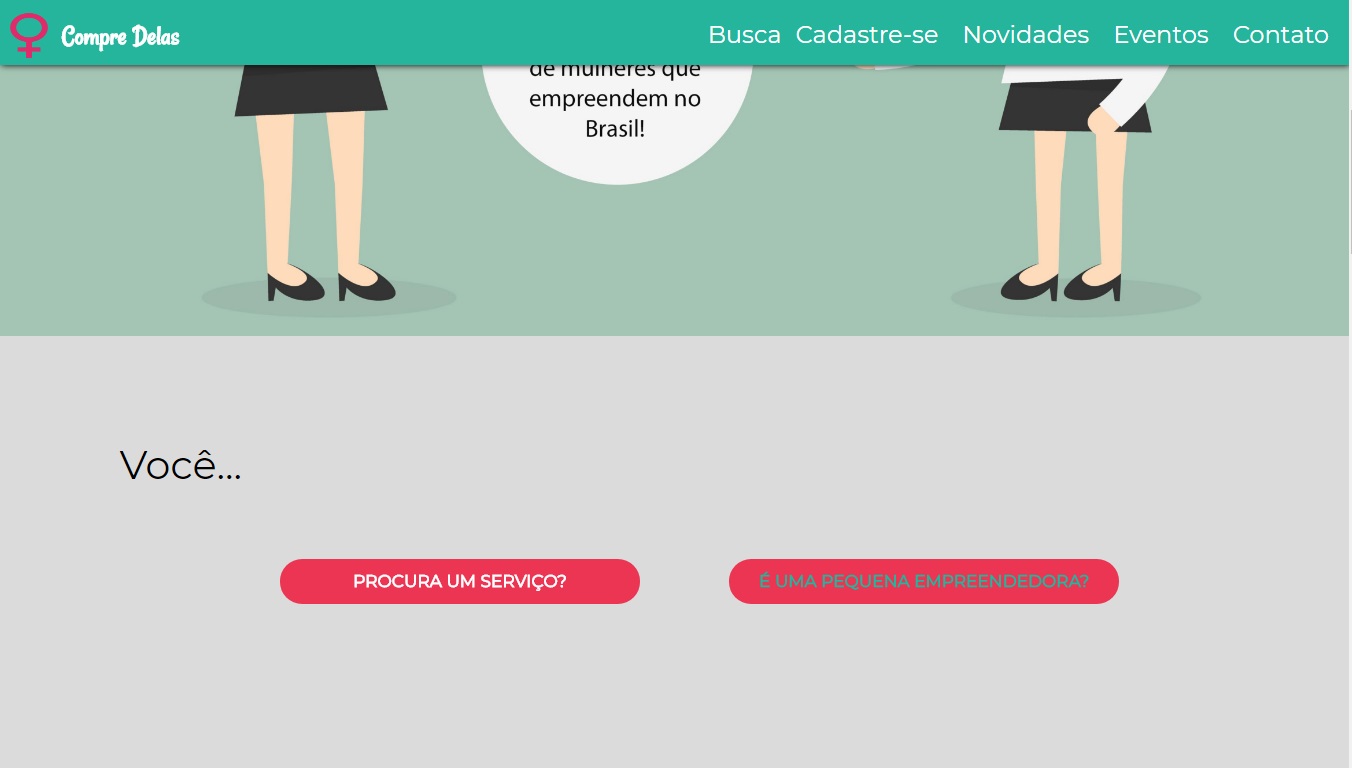 Compre Delas
Busca Cadastre-se Novidades Eventos Contato
de mulheres que
empreendem no
Brasil!
Você...
PROCURA UM SERVIÇO?
É UMA PEQUENA EMPREENDEDORA?